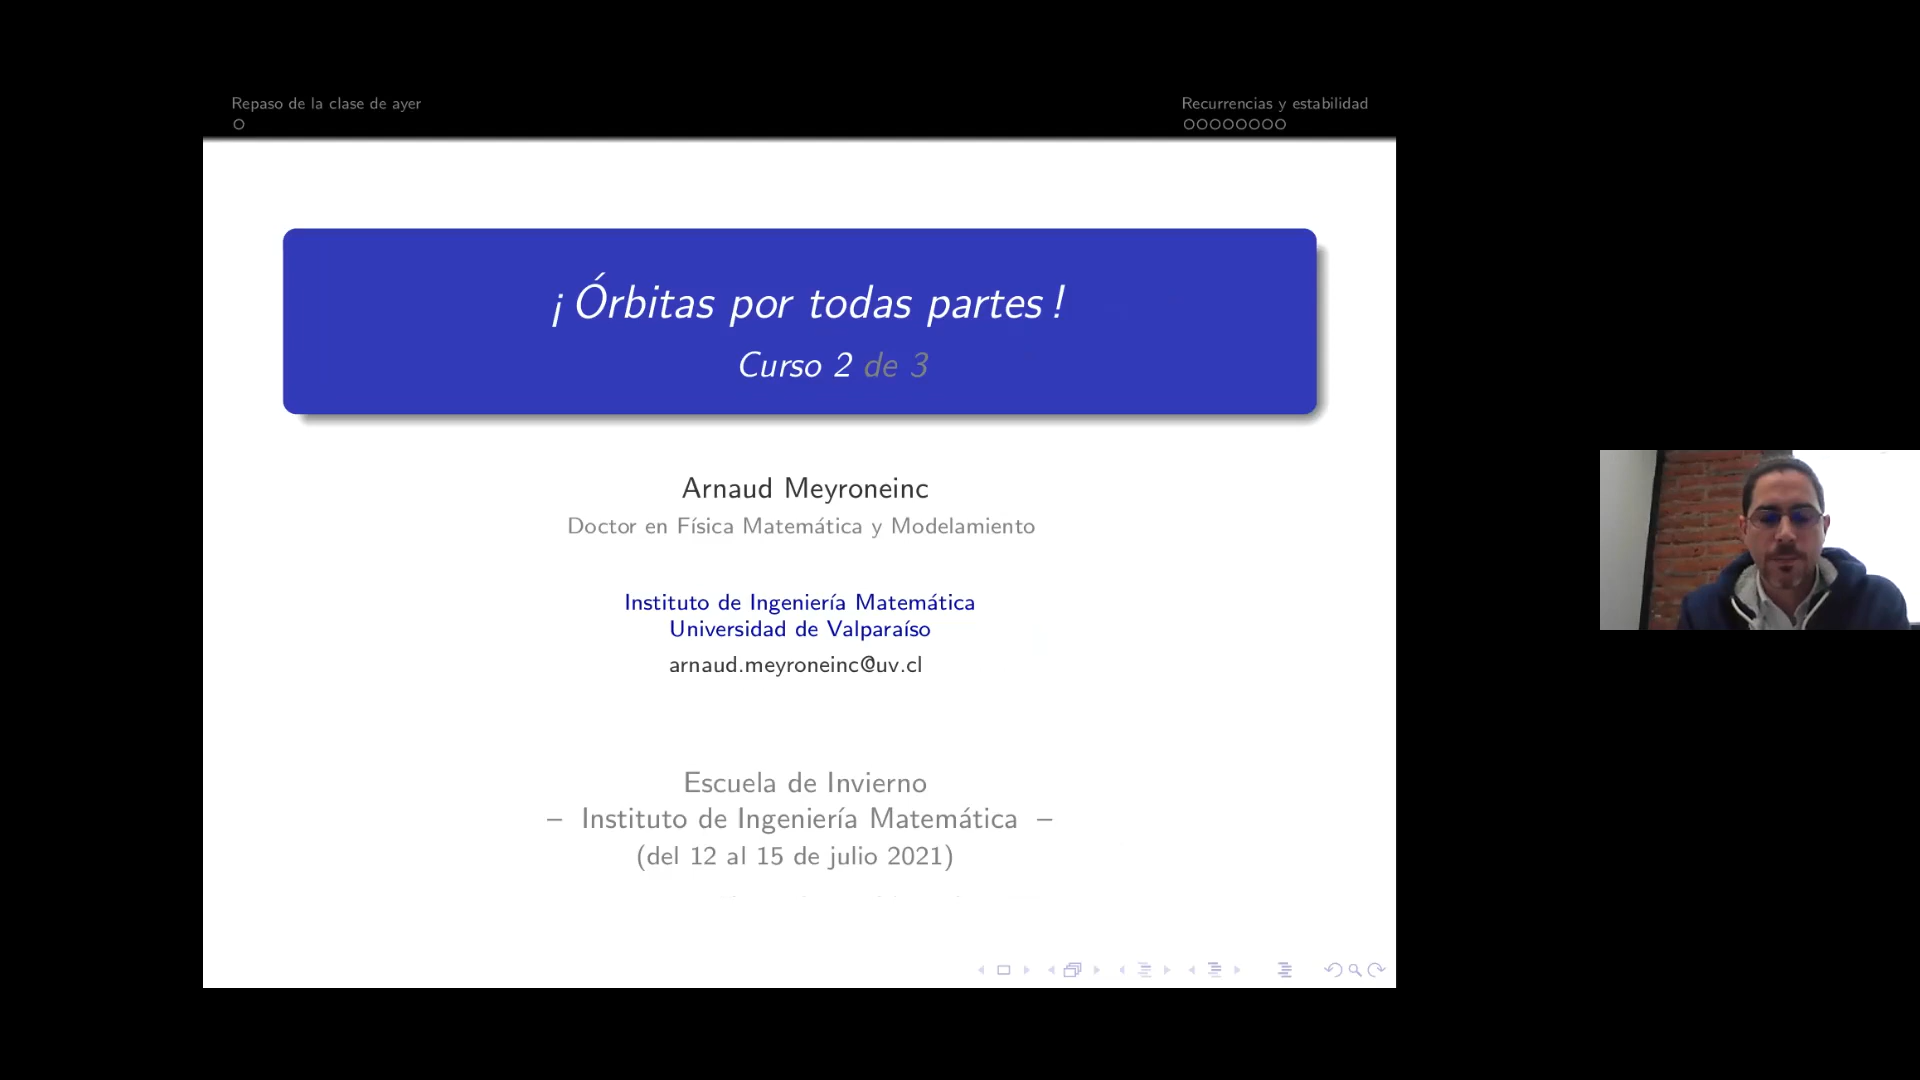 Repaso de la clase de ayer
Recurrencias y estabilidad
¡ Órbitas por todas partes !
Curso 2 de 3
Arnaud Meyroneinc
Doctor en Física Matemática y Modelamiento
Instituto de Ingeniería Matemática
Universidad de Valparaíso
arnaud.meyroneinc@uv.cl
Escuela de Invierno
– Instituto de Ingeniería Matemática –
(del 12 al 15 de julio 2021)